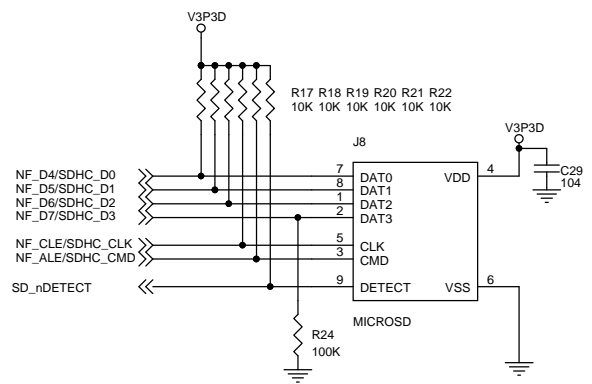 V3P3D
R17 R18 R19 R20 R21 R22
10K 10K 10K 10K 10K 10K
J8
V3P3D
NF_D4/SDHC_D0 7 DAT0 VDD 4 C29
NF_D5/SDHC_D1 8 DAT1 104
NF_D6/SDHC_D2 1 DAT2
NF_D7/SDHC_D3 2 DAT3
NF_CLE/SDHC_CLK 5 CLK
NF_ALE/SDHC_CMD 3 CMD
SD_nDETECT 9 DETECT VSS 6
MICROSD
R24
100K